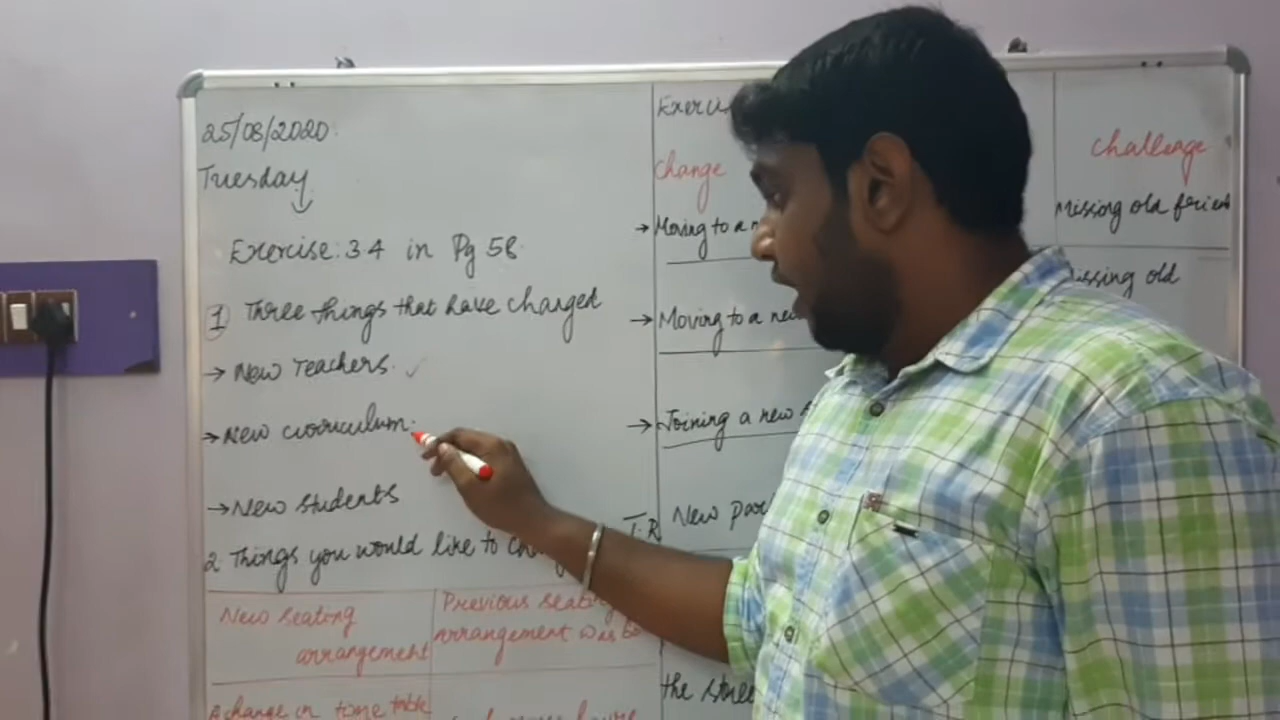 25/08/2020
Tuesday
Exercise: 3.4 in Pg 58
1 Three things that have changed
→ New Teachers.
→ New curriculum.
→ New students
2 Things you would like to
New seating
arrangement
Previous seating
arrangement was
A change in time table
change
challenge
→ Moving to a
Missing old
→ Moving to a
Missing old
→ Joining a new
T.R
New
the